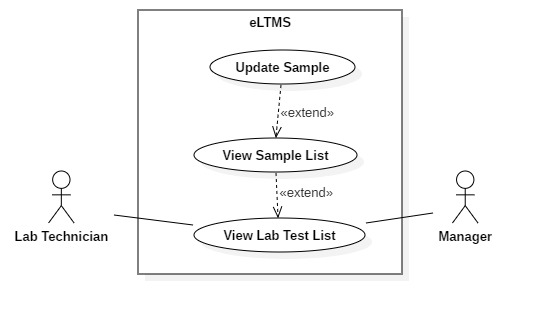 eLTMS
Update Sample
«extend»
View Sample List
«extend»
View Lab Test List
Lab Technician
Manager